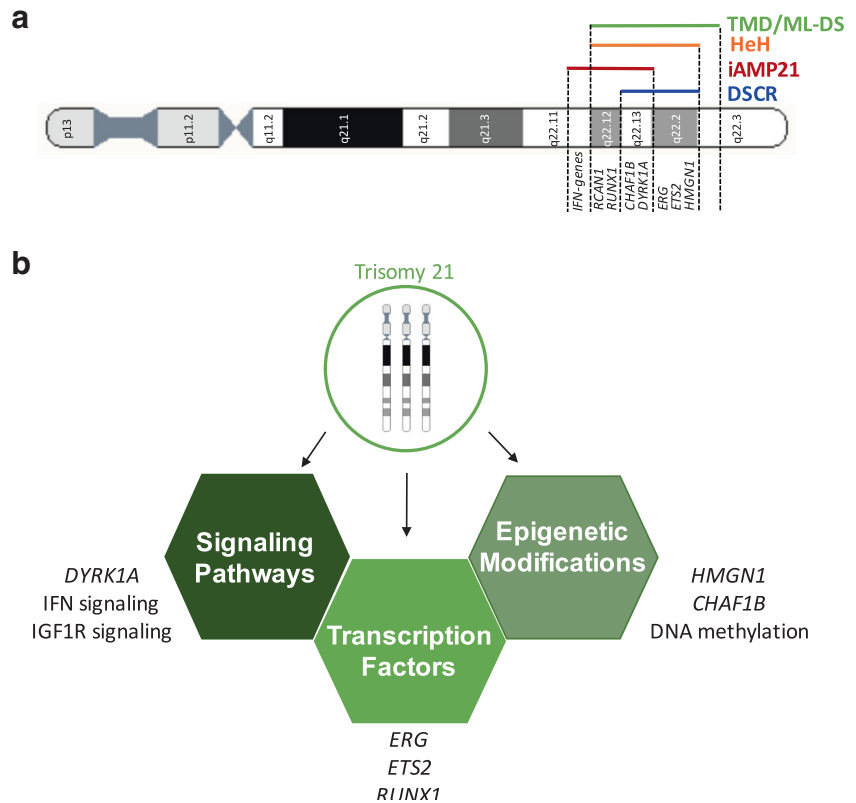 a
TMD/ML-DS
HeH
iAMP21
DSCR
p13
p11.2
q11.2
q21.1
q21.2
q21.3
q22.11
q22.12
q22.13
q22.2
q22.3
IFN-genes
RCAN1
RUNX1
CHAF1B
DYRK1A
ERG
ETS2
HMGN1
b
Trisomy 21
Signaling
Pathways
DYRK1A
IFN signaling
IGF1R signaling
Transcription
Factors
ERG
ETS2
RUNX1
Epigenetic
Modifications
HMGN1
CHAF1B
DNA methylation